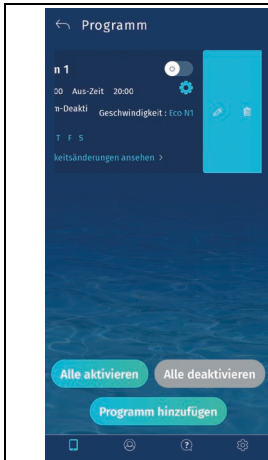 Programm
n 1
00 Aus-Zeit 20:00
m-Deakti Geschwindigkeit : Eco N1
T F S
keitsänderungen ansehen >
Alle aktivieren Alle deaktivieren
Programm hinzufügen